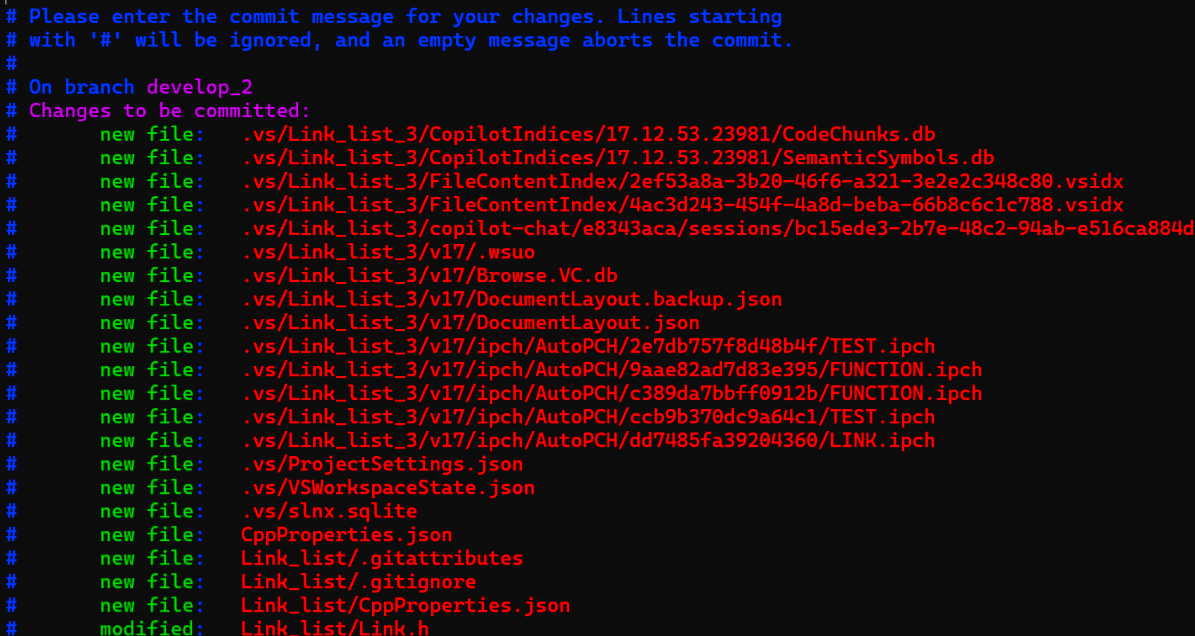 # Please enter the commit message for your changes. Lines starting
# with '#' will be ignored, and an empty message aborts the commit.
#
# On branch develop_2
# Changes to be committed:
#       new file:   .vs/Link_list_3/CopilotIndices/17.12.53.23981/CodeChunks.db
#       new file:   .vs/Link_list_3/CopilotIndices/17.12.53.23981/SemanticSymbols.db
#       new file:   .vs/Link_list_3/FileContentIndex/2ef53a8a-3b20-46f6-a321-3e2e2c348c80.vsidx
#       new file:   .vs/Link_list_3/FileContentIndex/4ac3d243-454f-4a8d-beba-66b8c6c1c788.vsidx
#       new file:   .vs/Link_list_3/copilot-chat/e8343aca/sessions/bc15ede3-2b7e-48c2-94ab-e516ca884d
#       new file:   .vs/Link_list_3/v17/.wsuo
#       new file:   .vs/Link_list_3/v17/Browse.VC.db
#       new file:   .vs/Link_list_3/v17/DocumentLayout.backup.json
#       new file:   .vs/Link_list_3/v17/DocumentLayout.json
#       new file:   .vs/Link_list_3/v17/ipch/AutoPCH/2e7db757f8d48b4f/TEST.ipch
#       new file:   .vs/Link_list_3/v17/ipch/AutoPCH/9aae82ad7d83e395/FUNCTION.ipch
#       new file:   .vs/Link_list_3/v17/ipch/AutoPCH/c389da7bbff0912b/FUNCTION.ipch
#       new file:   .vs/Link_list_3/v17/ipch/AutoPCH/ccb9b370dc9a64c1/TEST.ipch
#       new file:   .vs/Link_list_3/v17/ipch/AutoPCH/dd7485fa39204360/LINK.ipch
#       new file:   .vs/ProjectSettings.json
#       new file:   .vs/VSWorkspaceState.json
#       new file:   .vs/slnx.sqlite
#       new file:   CppProperties.json
#       new file:   Link_list/.gitattributes
#       new file:   Link_list/.gitignore
#       new file:   Link_list/CppProperties.json
#       modified:   Link_list/Link.h